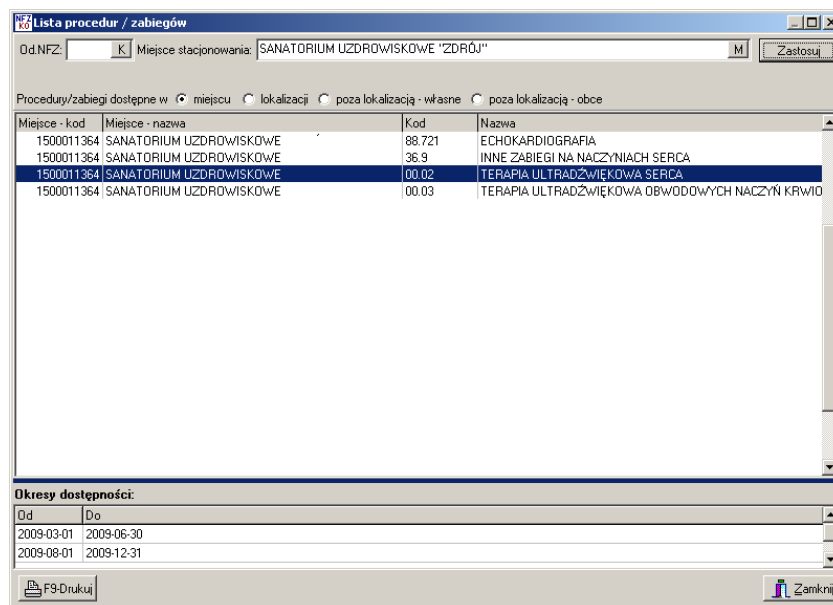 NFZ KO Lista procedur / zabiegów
Od.NFZ: K Miejsce stacjonowania: SANATORIUM UZDROWISKOWE "ZDRÓJ" M Zastosuj
Procedury/zabiegi dostępne w miejscu lokalizacji poza lokalizacją - własne poza lokalizacją - obce
Miejsce - kod Miejsce - nazwa Kod Nazwa
1500011364 SANATORIUM UZDROWISKOWE 88.721 ECHOKARDIOGRAFIA
1500011364 SANATORIUM UZDROWISKOWE 36.9 INNE ZABIEGI NA NACZYNIACH SERCA
1500011364 SANATORIUM UZDROWISKOWE 00.02 TERAPIA ULTRADŹWIĘKOWA SERCA
1500011364 SANATORIUM UZDROWISKOWE 00.03 TERAPIA ULTRADŹWIĘKOWA OBWODOWYCH NACZYŃ KRWIO
Okresy dostępności:
Od Do
2009-03-01 2009-06-30
2009-08-01 2009-12-31
F9-Drukuj Zamknij